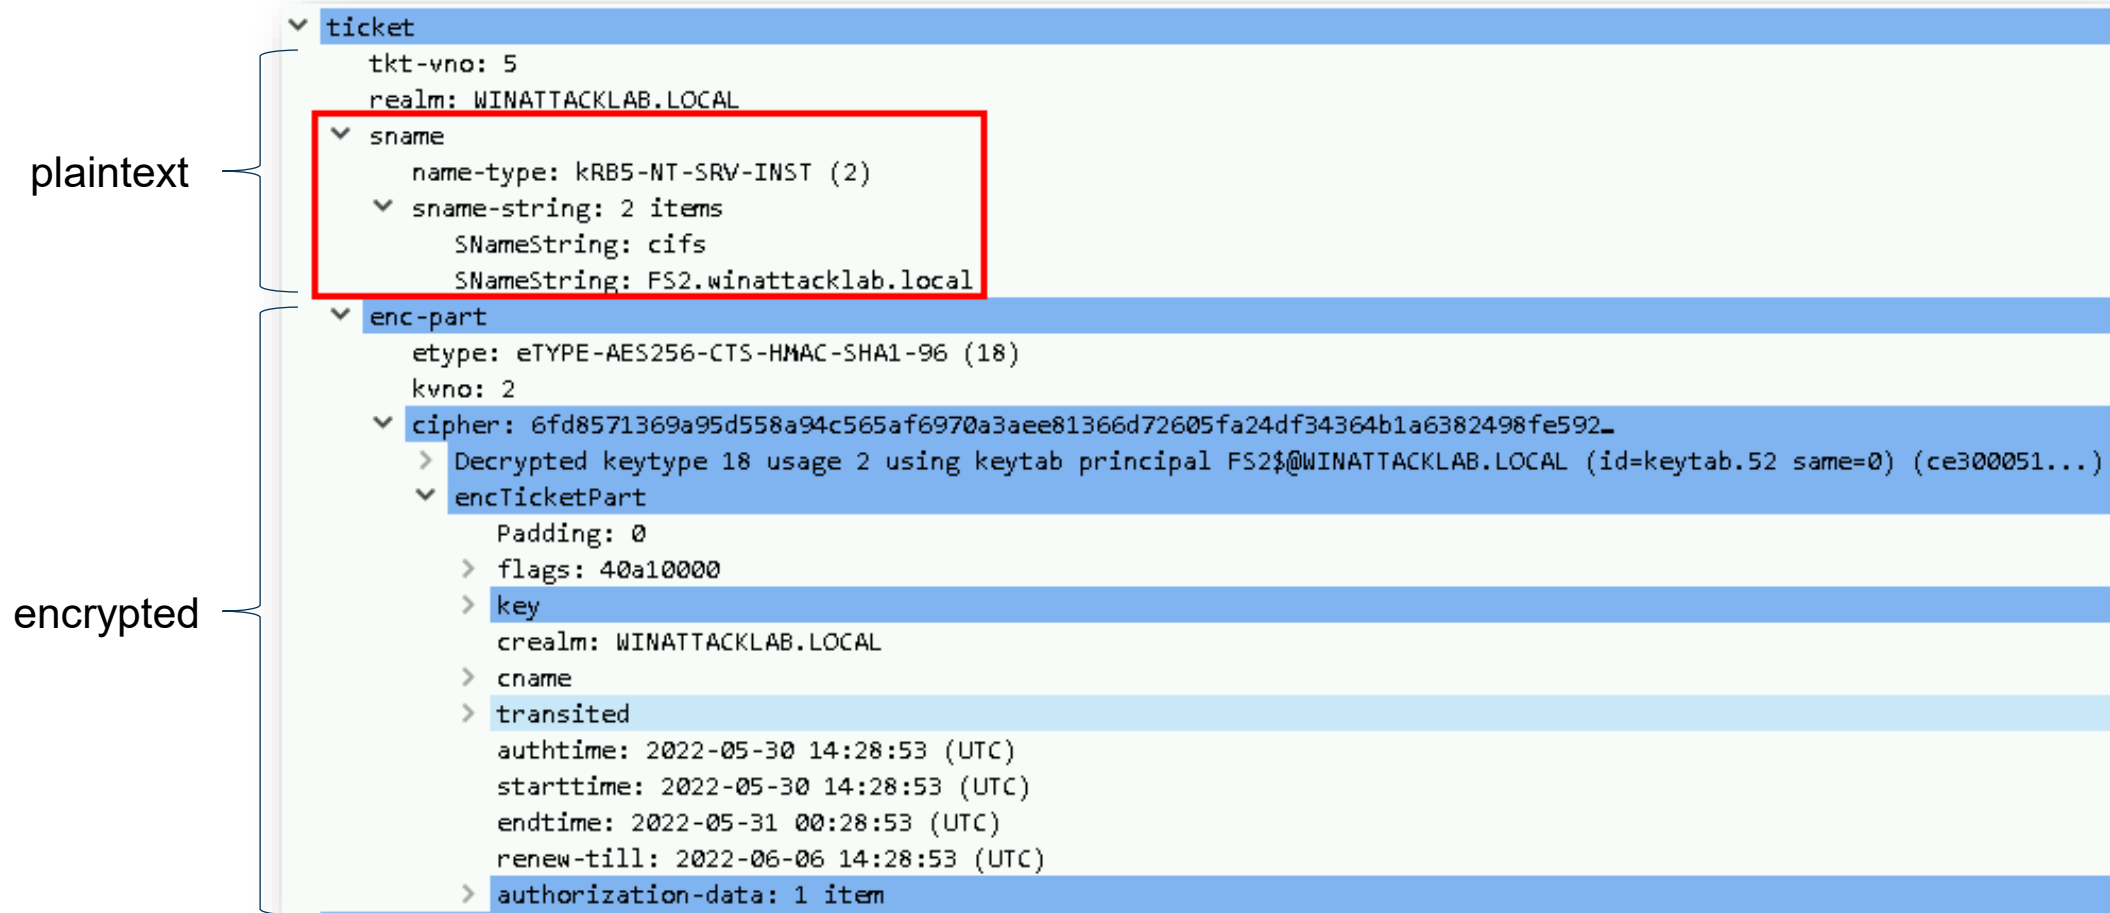 ticket
tkt-vno: 5
realm: WINATTACKLAB.LOCAL
sname
name-type: kRB5-NT-SRV-INST (2)
plaintext
sname-string: 2 items
SNameString: cifs
SNameString: FS2.winattacklab.local
enc-part
etype: eTYPE-AES256-CTS-HMAC-SHA1-96 (18)
kvno: 2
cipher: 6fd8571369a95d558a94c565af6970a3aee81366d72605fa24df34364b1a6382498fe592…
Decrypted keytype 18 usage 2 using keytab principal FS2$@WINATTACKLAB.LOCAL (id=keytab.52 same=0) (ce300051...)
encTicketPart
Padding: 0
flags: 40a10000
key
encrypted
crealm: WINATTACKLAB.LOCAL
cname
transited
authtime: 2022-05-30 14:28:53 (UTC)
starttime: 2022-05-30 14:28:53 (UTC)
endtime: 2022-05-31 00:28:53 (UTC)
renew-till: 2022-06-06 14:28:53 (UTC)
authorization-data: 1 item